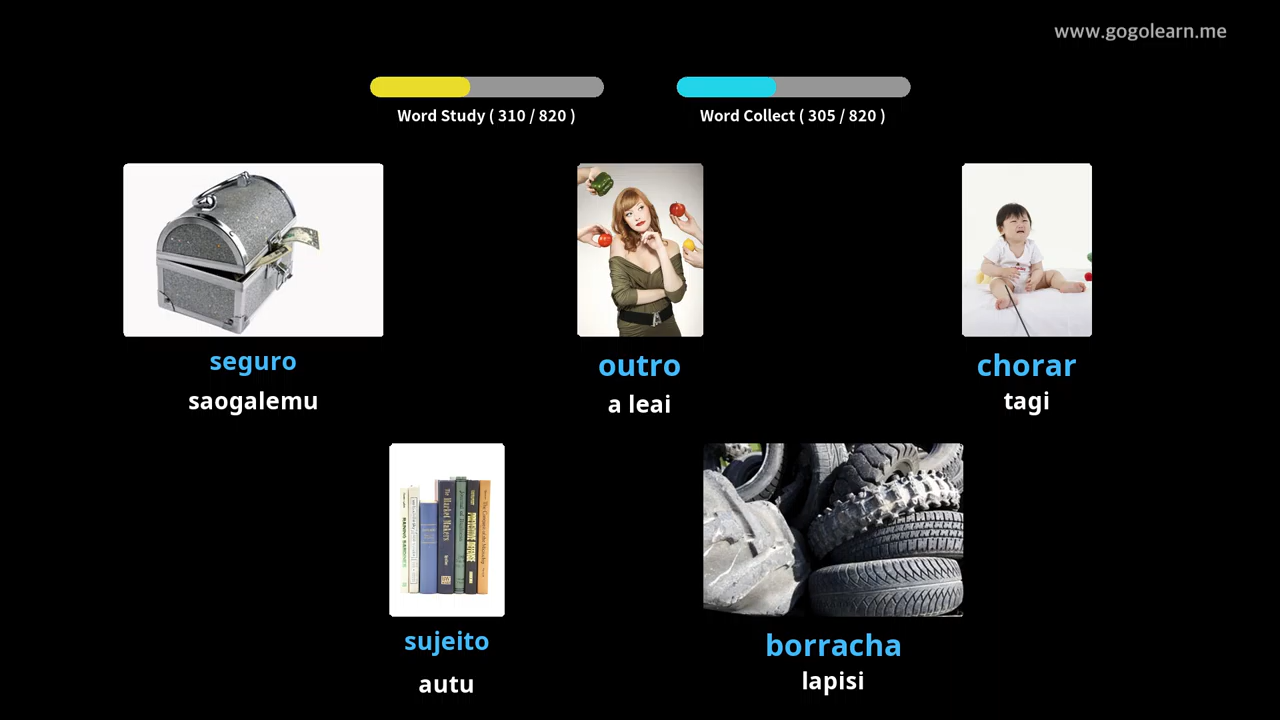 www.gogolearn.me
Word Study ( 310 / 820 )
Word Collect ( 305 / 820 )
seguro
saogalemu
outro
a leai
chorar
tagi
sujeito
autu
borracha
lapisi